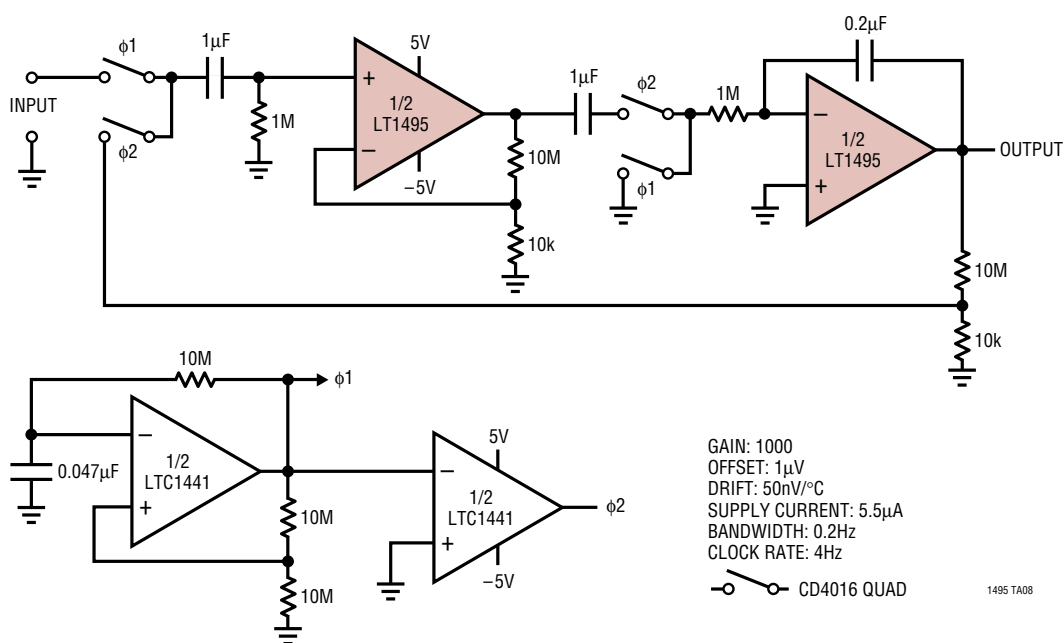 ϕ1
1µF
5V
0.2µF
INPUT
ϕ2
+
1/2
LT1495
−
−5V
1M
10M
10k
1µF
ϕ2
ϕ1
1M
−
1/2
LT1495
+
OUTPUT
10M
10k
10M
ϕ1
−
1/2
LTC1441
+
0.047µF
10M
10M
5V
−
1/2
LTC1441
+
−5V
ϕ2
GAIN: 1000
OFFSET: 1µV
DRIFT: 50nV/°C
SUPPLY CURRENT: 5.5µA
BANDWIDTH: 0.2Hz
CLOCK RATE: 4Hz
CD4016 QUAD
1495 TA08